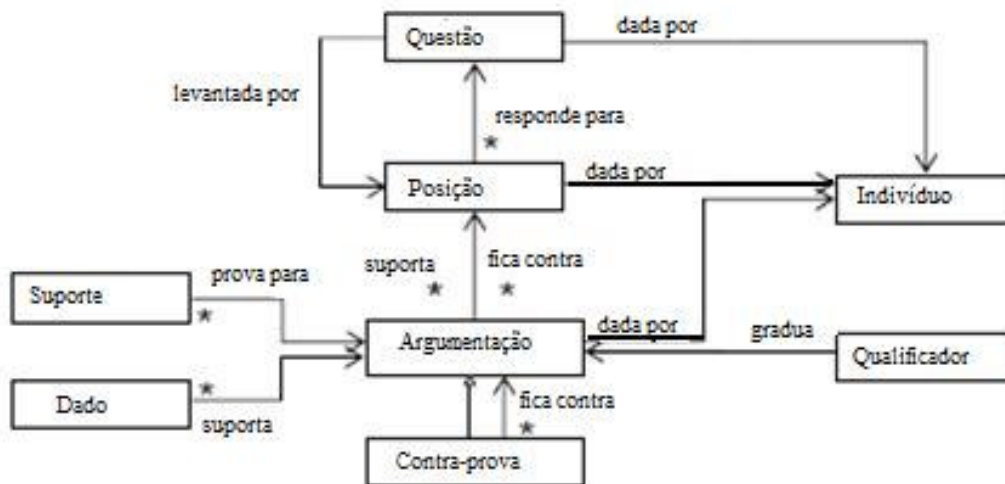 Questão
dada por
levantada por
responde para
*
Posição
dada por
Indivíduo
suporta
*
fica contra
*
prova para
Suporte
*
Argumentação
dada por
gradua
Qualificador
Dado
*
suporta
fica contra
*
Contra-prova